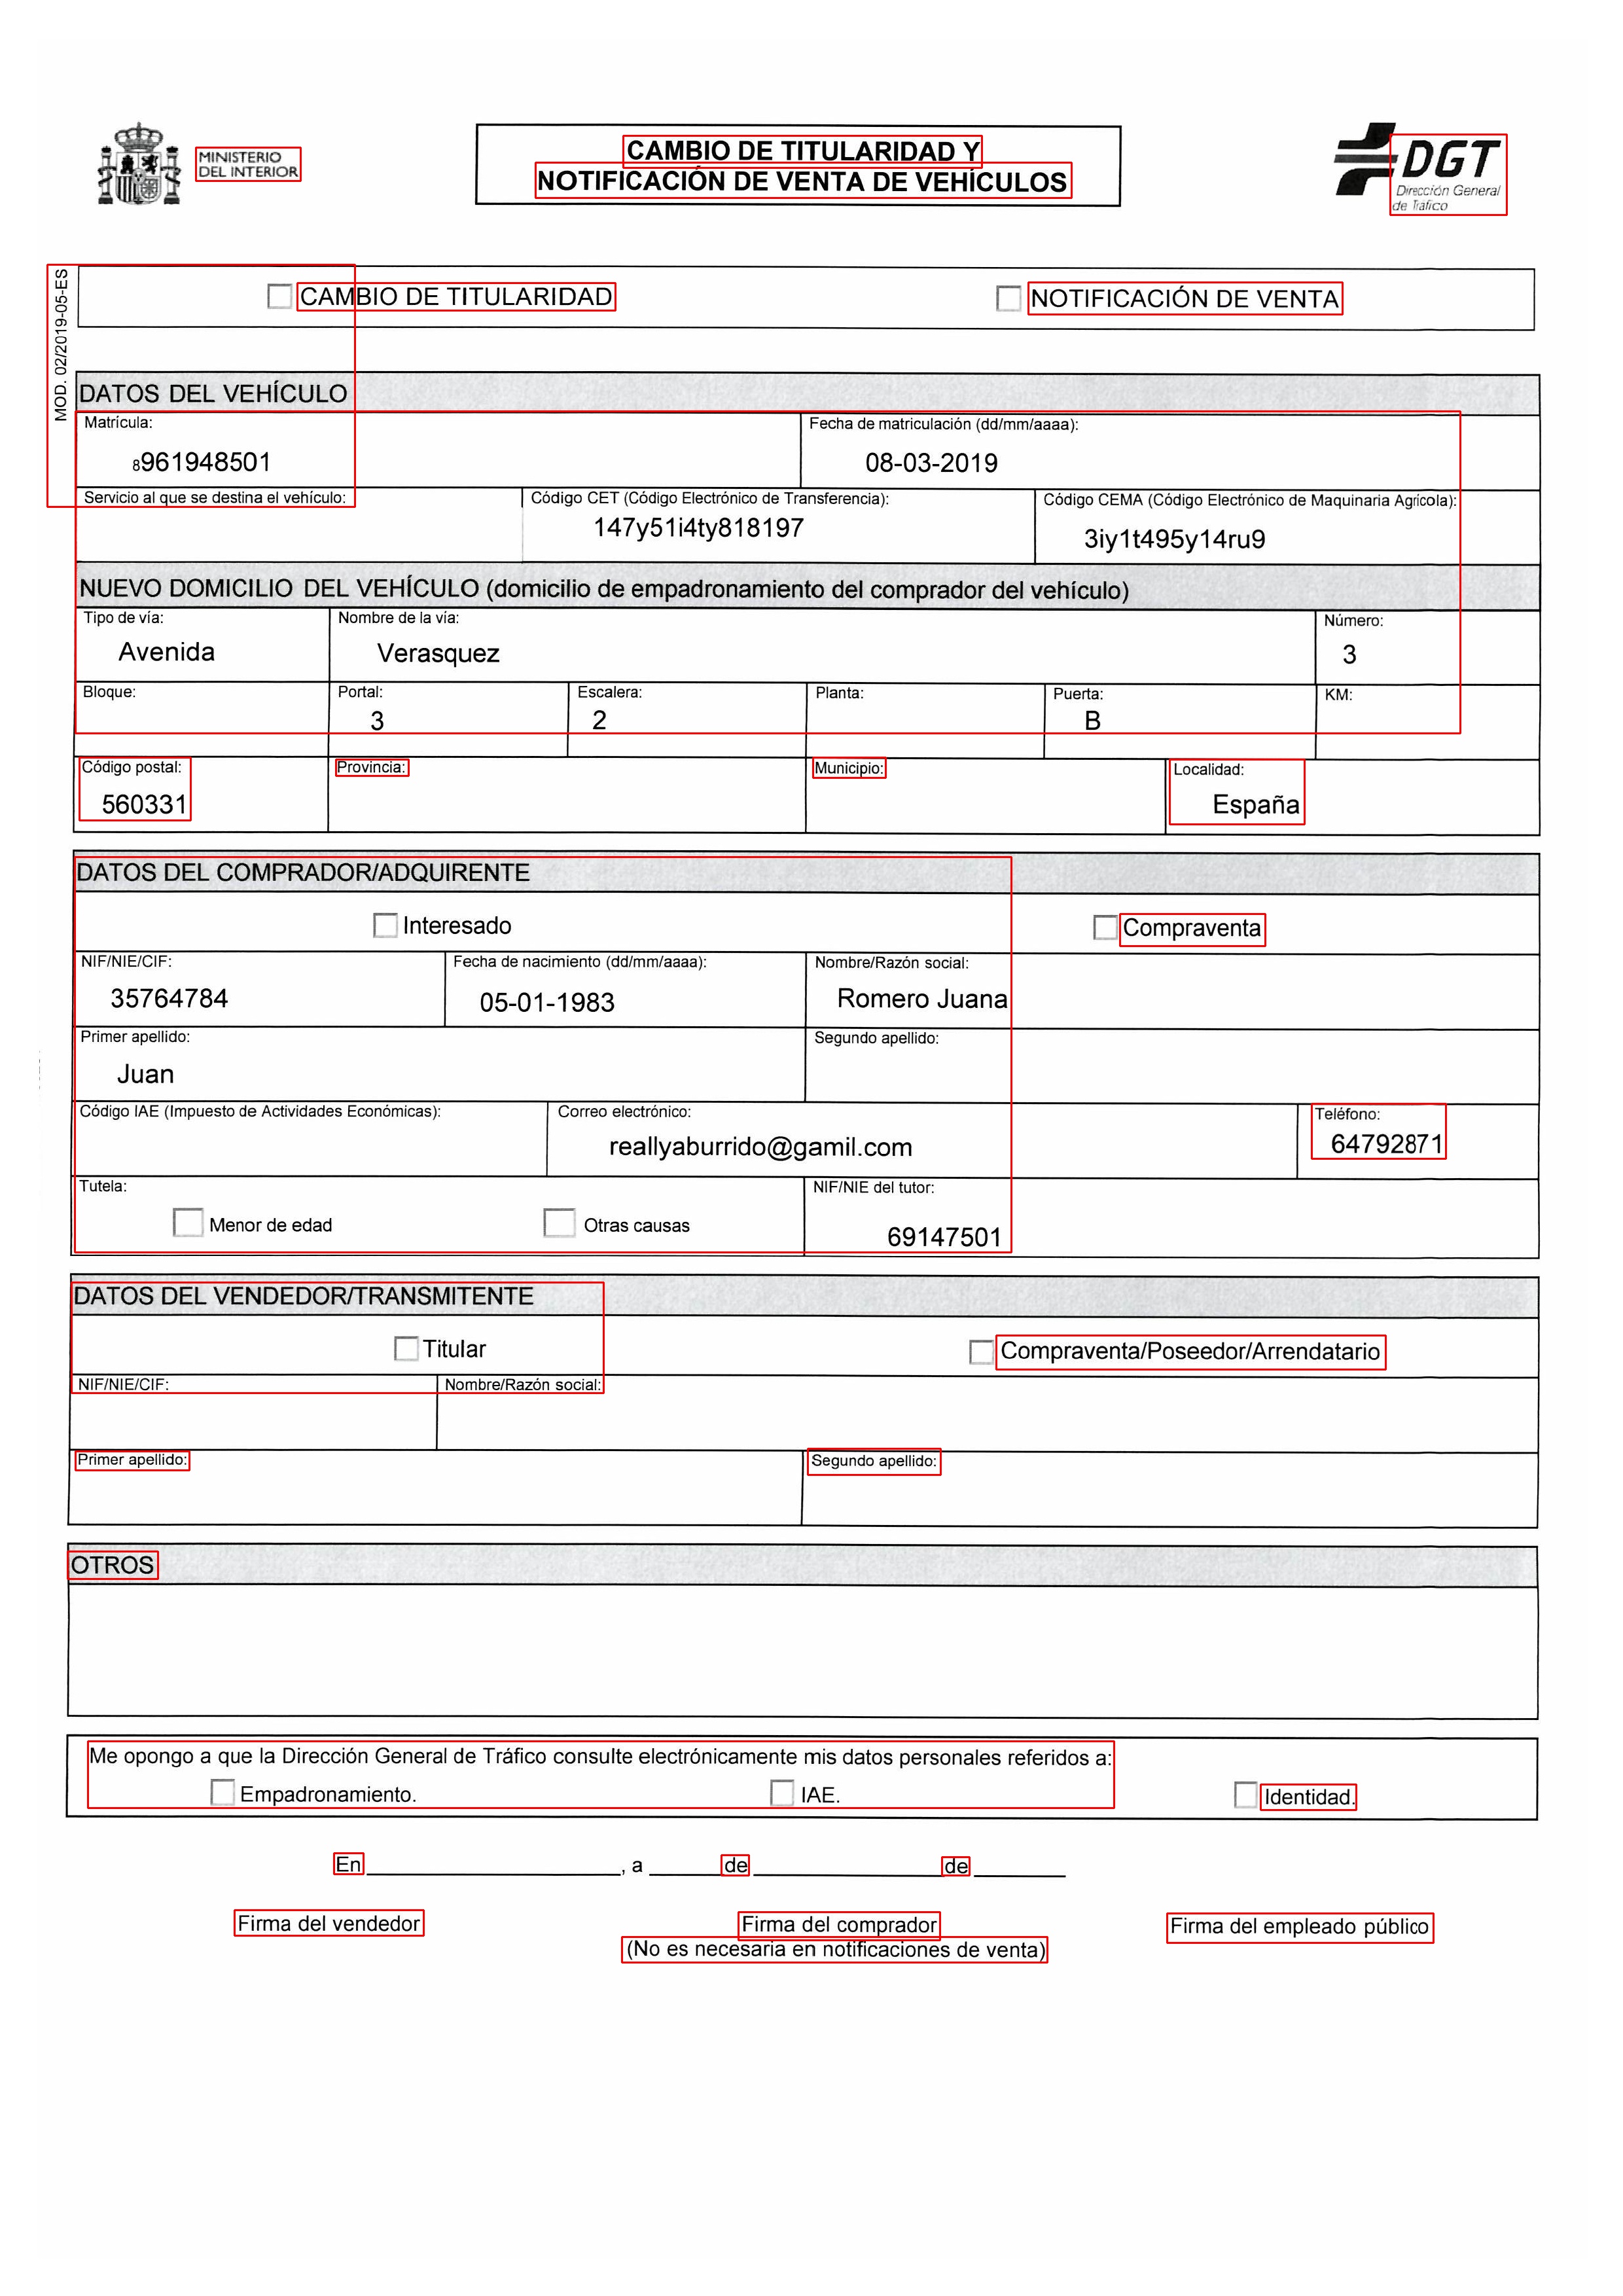 MINISTERIO
DEL INTERIOR
CAMBIO DE TITULARIDAD Y
NOTIFICACIÓN DE VENTA DE VEHÍCULOS
DGT
Dirección General
de Tráfico
MOD. 02/2019-05-ES
CAMBIO DE TITULARIDAD NOTIFICACIÓN DE VENTA
DATOS DEL VEHÍCULO
Matrícula: Fecha de matriculación (dd/mm/aaaa):
8961948501 08-03-2019
Servicio al que se destina el vehículo: Código CET (Código Electrónico de Transferencia): Código CEMA (Código Electrónico de Maquinaria Agrícola):
147y51i4ty818197 3iy1t495y14ru9
NUEVO DOMICILIO DEL VEHÍCULO (domicilio de empadronamiento del comprador del vehículo)
Tipo de vía: Nombre de la vía: Número:
Avenida Verasquez 3
Bloque: Portal: Escalera: Planta: Puerta: KM:
3 2 B
Código postal: Provincia: Municipio: Localidad:
560331 España
DATOS DEL COMPRADOR/ADQUIRENTE
Interesado Compraventa
NIF/NIE/CIF: Fecha de nacimiento (dd/mm/aaaa): Nombre/Razón social:
35764784 05-01-1983 Romero Juana
Primer apellido: Segundo apellido:
Juan
Código IAE (Impuesto de Actividades Económicas): Correo electrónico: Teléfono:
reallyaburrido@gamil.com 64792871
Tutela: NIF/NIE del tutor:
Menor de edad Otras causas 69147501
DATOS DEL VENDEDOR/TRANSMITENTE
Titular Compraventa/Poseedor/Arrendatario
NIF/NIE/CIF: Nombre/Razón social:
Primer apellido: Segundo apellido:
OTROS
Me opongo a que la Dirección General de Tráfico consulte electrónicamente mis datos personales referidos a:
Empadronamiento. IAE. Identidad.
En , a de de
Firma del vendedor Firma del comprador Firma del empleado público
(No es necesaria en notificaciones de venta)